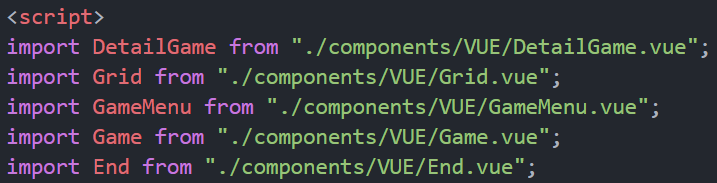 <script>
import DetailGame from "./components/VUE/DetailGame.vue";
import Grid from "./components/VUE/Grid.vue";
import GameMenu from "./components/VUE/GameMenu.vue";
import Game from "./components/VUE/Game.vue";
import End from "./components/VUE/End.vue";